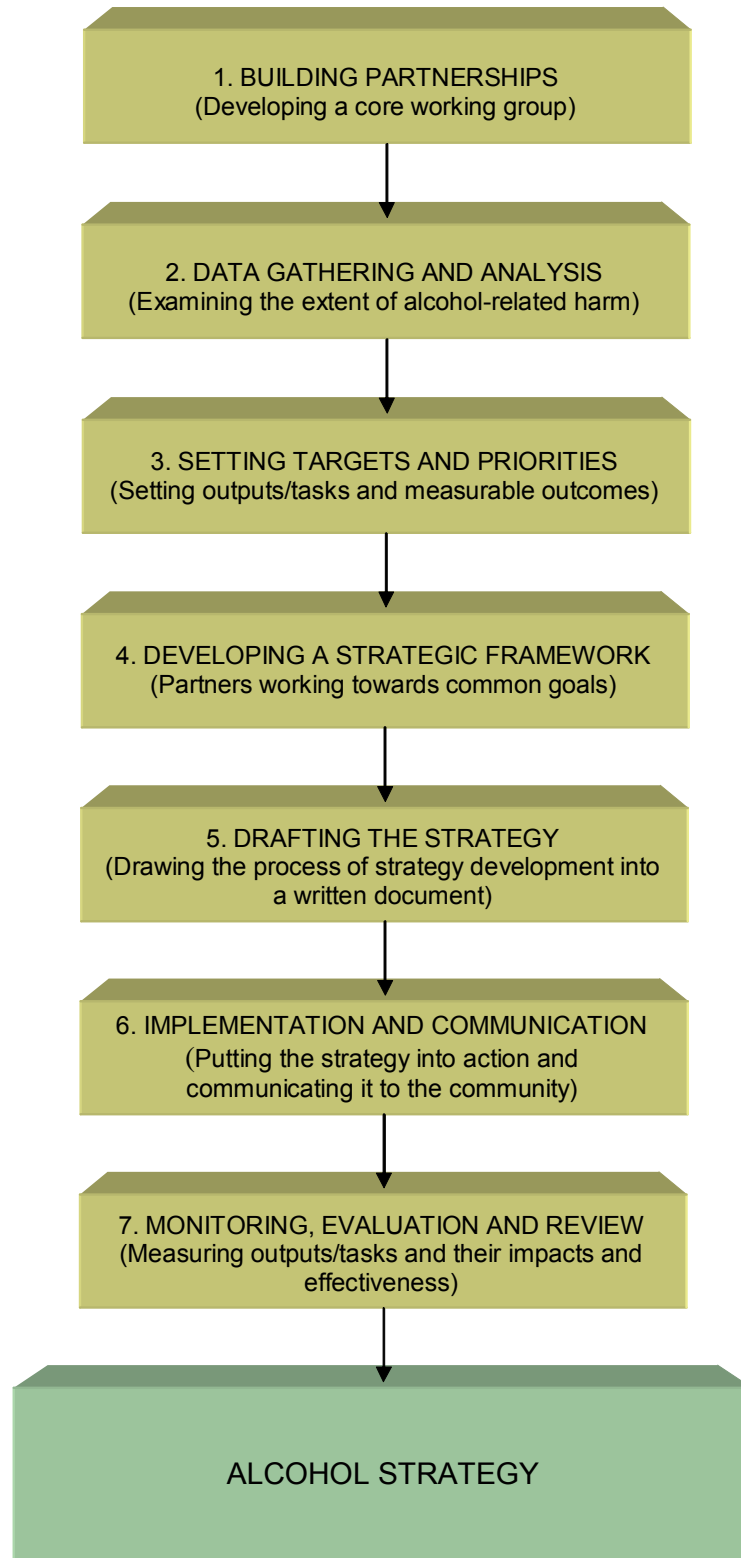 1. BUILDING PARTNERSHIPS
(Developing a core working group)
2. DATA GATHERING AND ANALYSIS
(Examining the extent of alcohol-related harm)
3. SETTING TARGETS AND PRIORITIES
(Setting outputs/tasks and measurable outcomes)
4. DEVELOPING A STRATEGIC FRAMEWORK
(Partners working towards common goals)
5. DRAFTING THE STRATEGY
(Drawing the process of strategy development into
a written document)
6. IMPLEMENTATION AND COMMUNICATION
(Putting the strategy into action and
communicating it to the community)
7. MONITORING, EVALUATION AND REVIEW
(Measuring outputs/tasks and their impacts and
effectiveness)
ALCOHOL STRATEGY